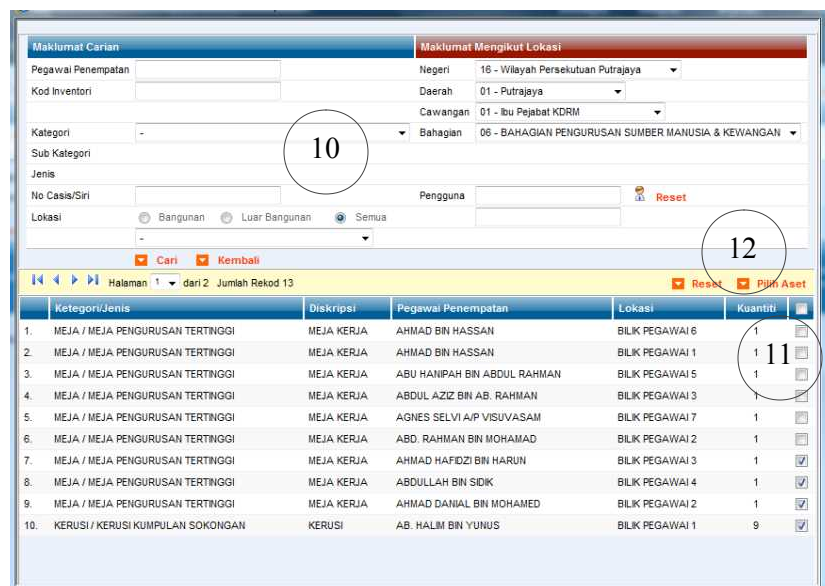 Maklumat Carian Maklumat Mengikut Lokasi
Pegawai Penempatan Negeri 16 - Wilayah Persekutuan Putrajaya
Kod Inventori Daerah 01 - Putrajaya
Cawangan 01 - Ibu Pejabat KDRM
Kategori - Bahagian 06 - BAHAGIAN PENGURUSAN SUMBER MANUSIA & KEWANGAN
10
Sub Kategori
Jenis
No Casis/Siri Pengguna Reset
Lokasi Bangunan Luar Bangunan Semua
-
12
Cari Kembali
Halaman 1 dari 2 Jumlah Rekod 13 Reset Pilih Aset
Ketegori/Jenis Diskripsi Pegawai Penempatan Lokasi Kuantiti
1. MEJA / MEJA PENGURUSAN TERTINGGI MEJA KERJA AHMAD BIN HASSAN BILIK PEGAWAI 6 1
2. MEJA / MEJA PENGURUSAN TERTINGGI MEJA KERJA AHMAD BIN HASSAN BILIK PEGAWAI 1 1
11
3. MEJA / MEJA PENGURUSAN TERTINGGI MEJA KERJA ABU HANIPAH BIN ABDUL RAHMAN BILIK PEGAWAI 5 1
4. MEJA / MEJA PENGURUSAN TERTINGGI MEJA KERJA ABDUL AZIZ BIN AB. RAHMAN BILIK PEGAWAI 3 1
5. MEJA / MEJA PENGURUSAN TERTINGGI MEJA KERJA AGNES SELVI A/P VISUVASAM BILIK PEGAWAI 7 1
6. MEJA / MEJA PENGURUSAN TERTINGGI MEJA KERJA ABD. RAHMAN BIN MOHAMAD BILIK PEGAWAI 2 1
7. MEJA / MEJA PENGURUSAN TERTINGGI MEJA KERJA AHMAD HAFIDZI BIN HARUN BILIK PEGAWAI 3 1
8. MEJA / MEJA PENGURUSAN TERTINGGI MEJA KERJA ABDULLAH BIN SIDIK BILIK PEGAWAI 4 1
9. MEJA / MEJA PENGURUSAN TERTINGGI MEJA KERJA AHMAD DANIAL BIN MOHAMED BILIK PEGAWAI 2 1
10. KERUSI / KERUSI KUMPULAN SOKONGAN KERUSI AB. HALIM BIN YUNUS BILIK PEGAWAI 1 9